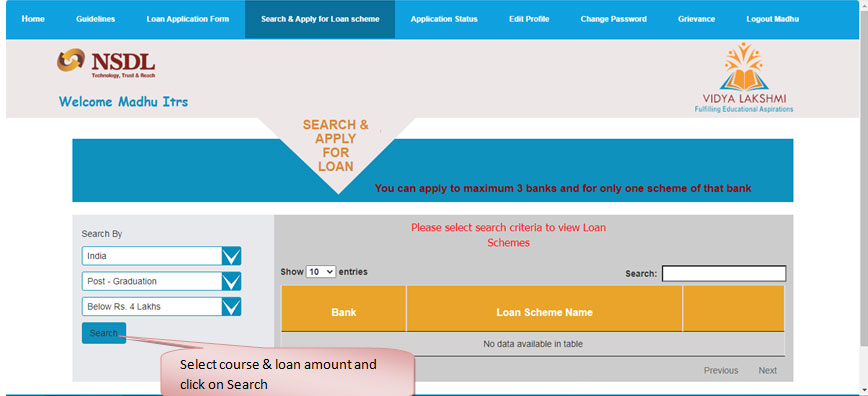 Home Guidelines Loan Application Form Search & Apply for Loan scheme Application Status Edit Profile Change Password Grievance Logout Madhu
NSDL
Technology, Trust & Reach
Welcome Madhu Itrs
VIDYA LAKSHMI
Fulfilling Educational Aspirations
SEARCH &
APPLY
FOR
LOAN
You can apply to maximum 3 banks and for only one scheme of that bank
Search By
India
Post - Graduation
Below Rs. 4 Lakhs
Search
Please select search criteria to view Loan
Schemes
Show 10 entries
Search:
Bank Loan Scheme Name
No data available in table
Previous Next
Select course & loan amount and
click on Search